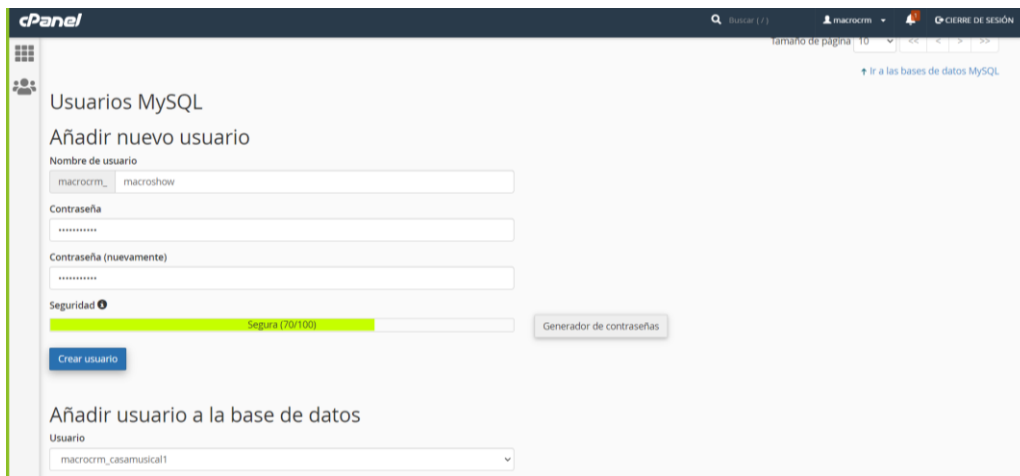 cPanel
Buscar ( / ) macrocrm 1 CIERRE DE SESIÓN
Tamaño de página 10 << < > >>
Ir a las bases de datos MySQL
Usuarios MySQL
Añadir nuevo usuario
Nombre de usuario
macrocrm_ macroshow
Contraseña
Contraseña (nuevamente)
Seguridad
Segura (70/100) Generador de contraseñas
Crear usuario
Añadir usuario a la base de datos
Usuario
macrocrm_casamusical1